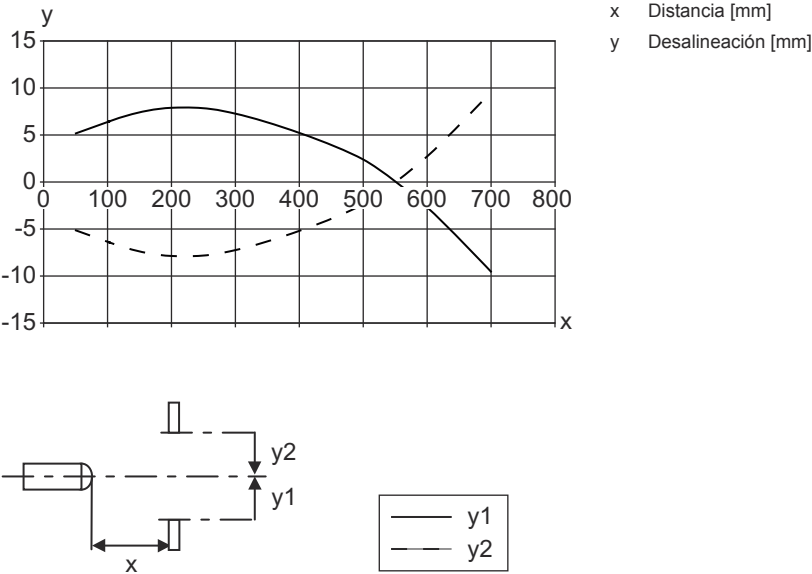 y
x Distancia [mm]
y Desalineación [mm]
15
10
5
0
0 100 200 300 400 500 600 700 800
-5
-10
-15
x
y2
y1
x
y1
y2